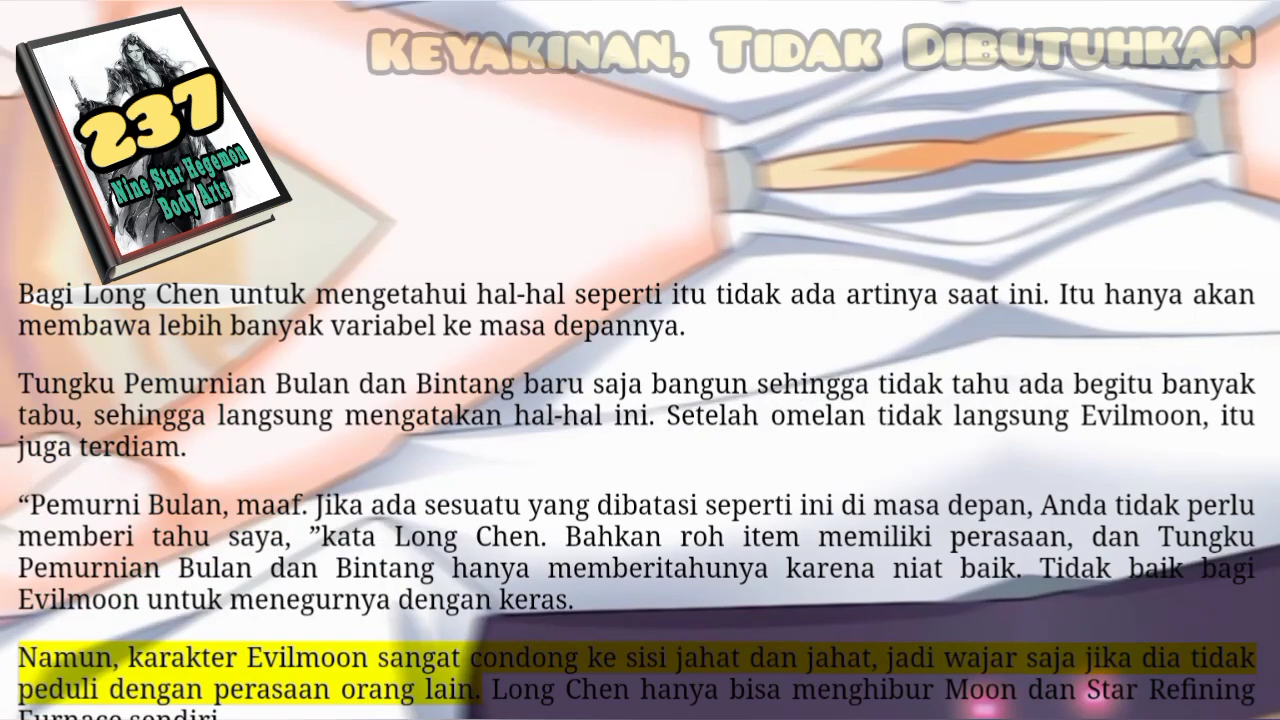 Keyakinan, Tidak Dibutuhkan
237
Nine Star Hegemon
Body Arts
Bagi Long Chen untuk mengetahui hal-hal seperti itu tidak ada artinya saat ini. Itu hanya akan
membawa lebih banyak variabel ke masa depannya.
Tungku Pemurnian Bulan dan Bintang baru saja bangun sehingga tidak tahu ada begitu banyak
tabu, sehingga langsung mengatakan hal-hal ini. Setelah omelan tidak langsung Evilmoon, itu
juga terdiam.
“Pemurni Bulan, maaf. Jika ada sesuatu yang dibatasi seperti ini di masa depan, Anda tidak perlu
memberi tahu saya, ”kata Long Chen. Bahkan roh item memiliki perasaan, dan Tungku
Pemurnian Bulan dan Bintang hanya memberitahunya karena niat baik. Tidak baik bagi
Evilmoon untuk menegurnya dengan keras.
Namun, karakter Evilmoon sangat condong ke sisi jahat dan jahat, jadi wajar saja jika dia tidak
peduli dengan perasaan orang lain. Long Chen hanya bisa menghibur Moon dan Star Refining
Furnace sendiri.